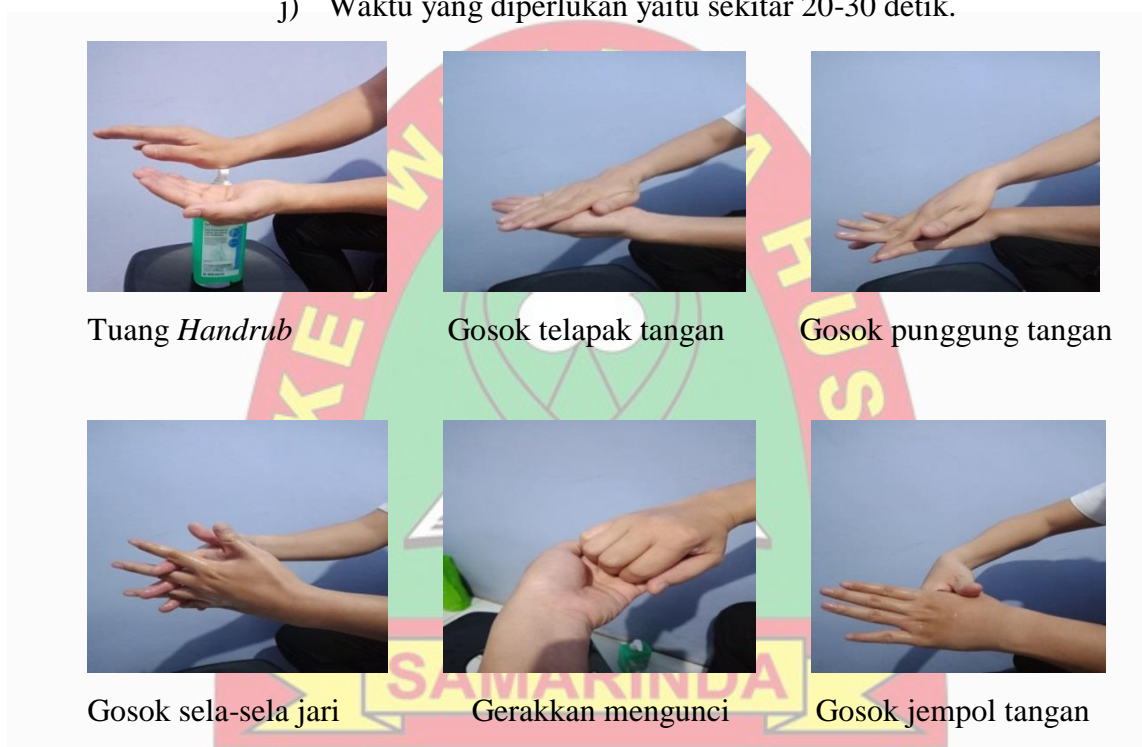 j) Waktu yang diperlukan yaitu sekitar 20-30 detik.
Tuang Handrub
Gosok telapak tangan
Gosok punggung tangan
Gosok sela-sela jari
Gerakkan mengunci
Gosok jempol tangan
SAMARINDA